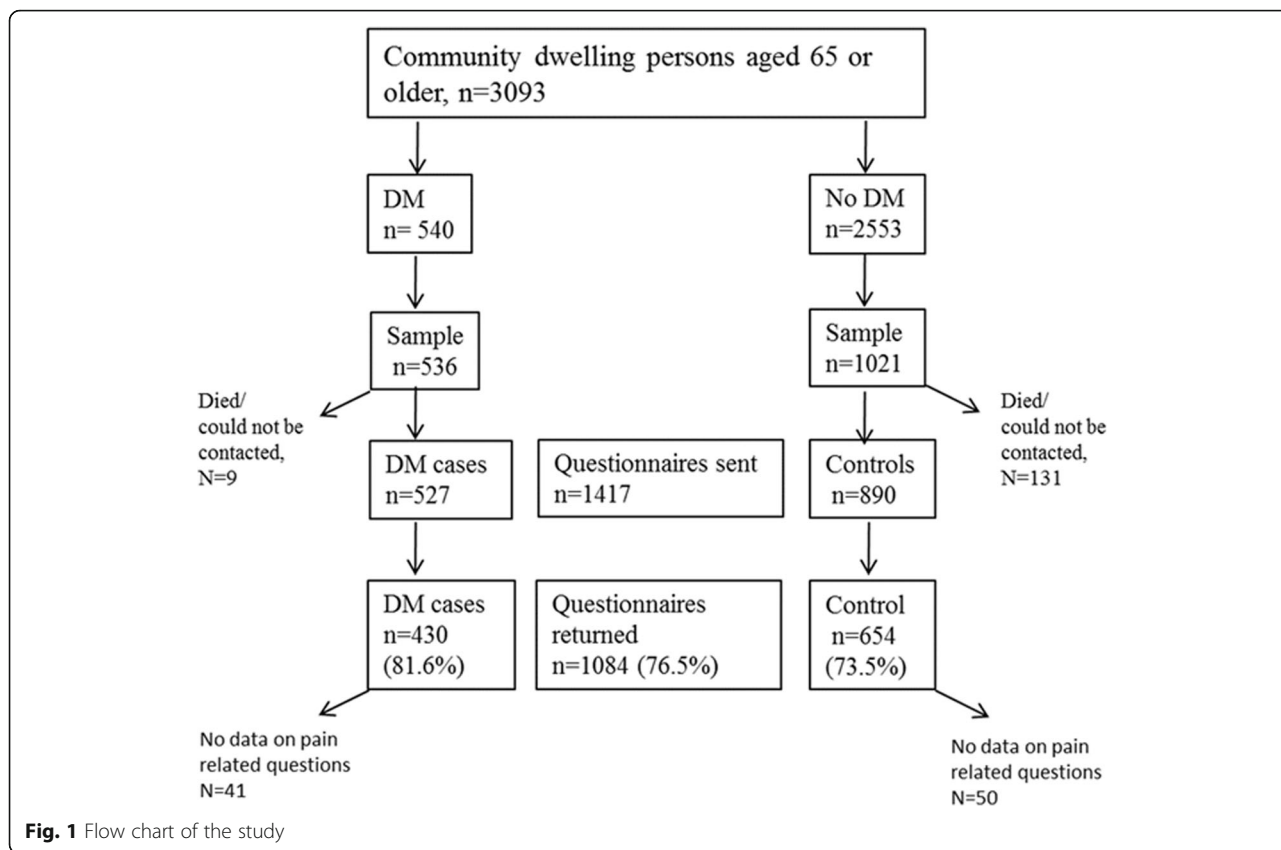 Community dwelling persons aged 65 or
older, n=3093
DM
n= 540
No DM
n=2553
Sample
n=536
Sample
n=1021
Died/
could not be
contacted,
N=9
Died/
could not be
contacted,
N=131
DM cases
n=527
Questionnaires sent
n=1417
Controls
n=890
DM cases
n=430
(81.6%)
Questionnaires
returned
n=1084 (76.5%)
Control
n=654
(73.5%)
No data on pain
related questions
N=41
No data on pain
related questions
N=50
Fig. 1 Flow chart of the study